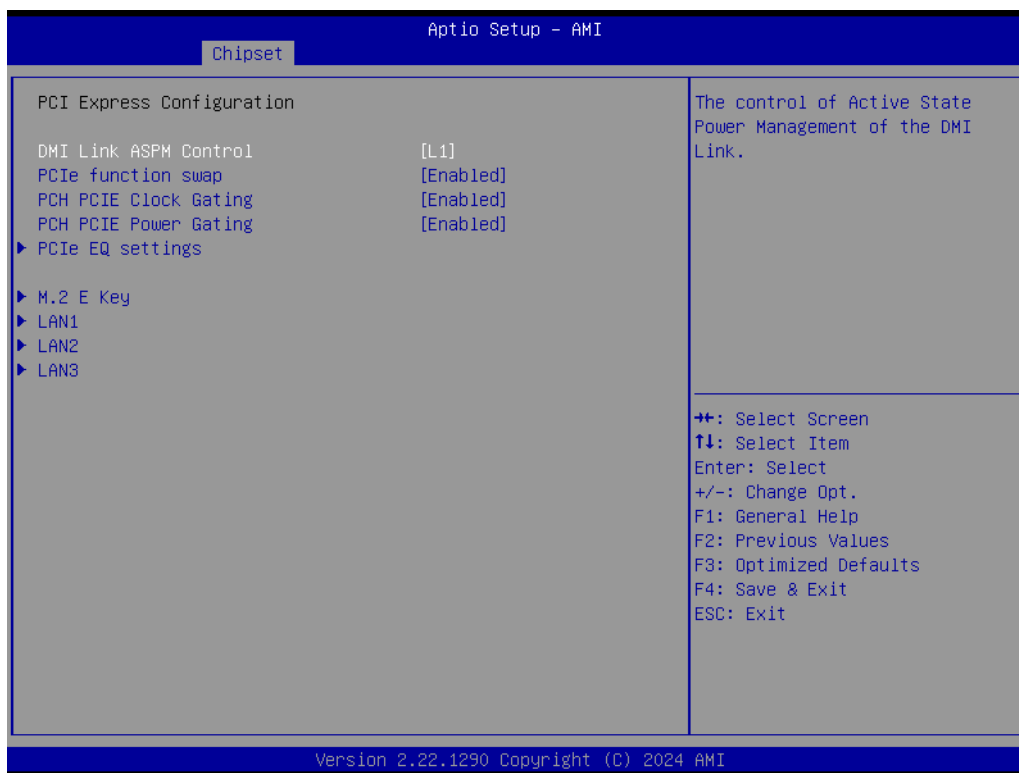 Aptio Setup – AMI
Chipset
PCI Express Configuration
DMI Link ASPM Control [L1]
PCIe function swap [Enabled]
PCH PCIE Clock Gating [Enabled]
PCH PCIE Power Gating [Enabled]
PCIe EQ settings
M.2 E Key
LAN1
LAN2
LAN3
The control of Active State
Power Management of the DMI
Link.
→←: Select Screen
↑↓: Select Item
Enter: Select
+/-: Change Opt.
F1: General Help
F2: Previous Values
F3: Optimized Defaults
F4: Save & Exit
ESC: Exit
Version 2.22.1290 Copyright (C) 2024 AMI